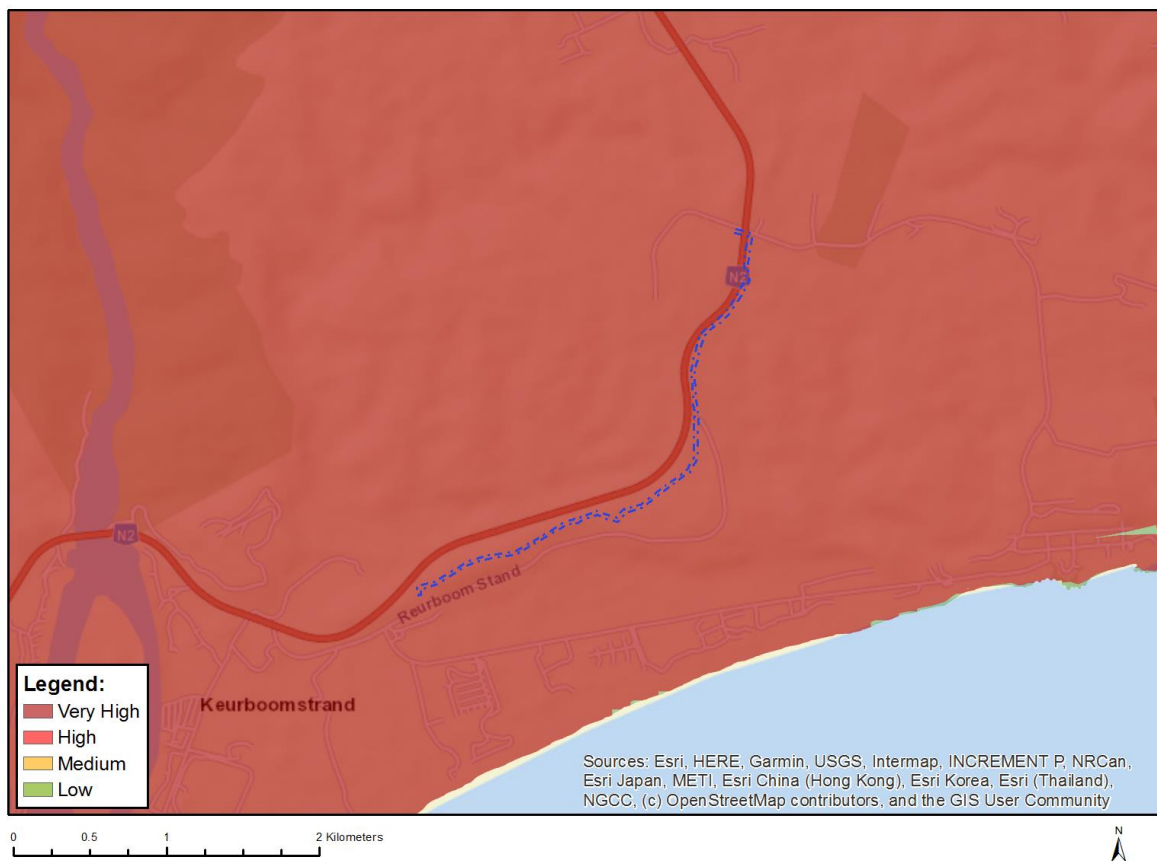 N2
N2
Reurboom Stand
Keurboomstrand
Legend:
Very High
High
Medium
Low
Sources: Esri, HERE, Garmin, USGS, Intermap, INCREMENT P, NRCan,
Esri Japan, METI, Esri China (Hong Kong), Esri Korea, Esri (Thailand),
NGCC, (c) OpenStreetMap contributors, and the GIS User Community
0 0.5 1 2 Kilometers
N